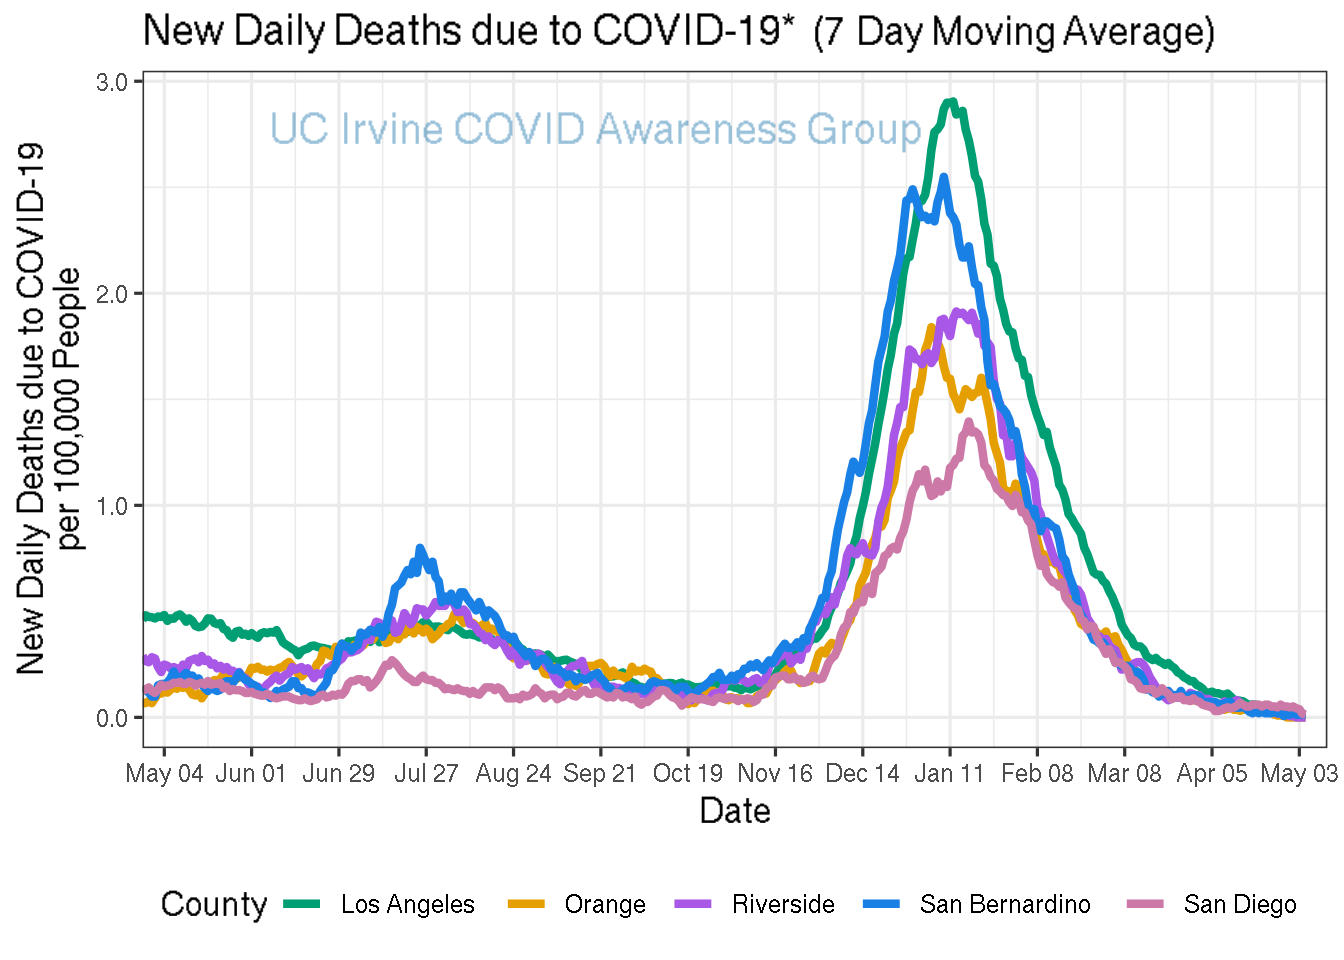 New Daily Deaths due to COVID-19* (7 Day Moving Average)
UC Irvine COVID Awareness Group
New Daily Deaths due to COVID-19
per 100,000 People
3.0
2.0
1.0
0.0
May 04 Jun 01 Jun 29 Jul 27 Aug 24 Sep 21 Oct 19 Nov 16 Dec 14 Jan 11 Feb 08 Mar 08 Apr 05 May 03
Date
County Los Angeles Orange Riverside San Bernardino San Diego